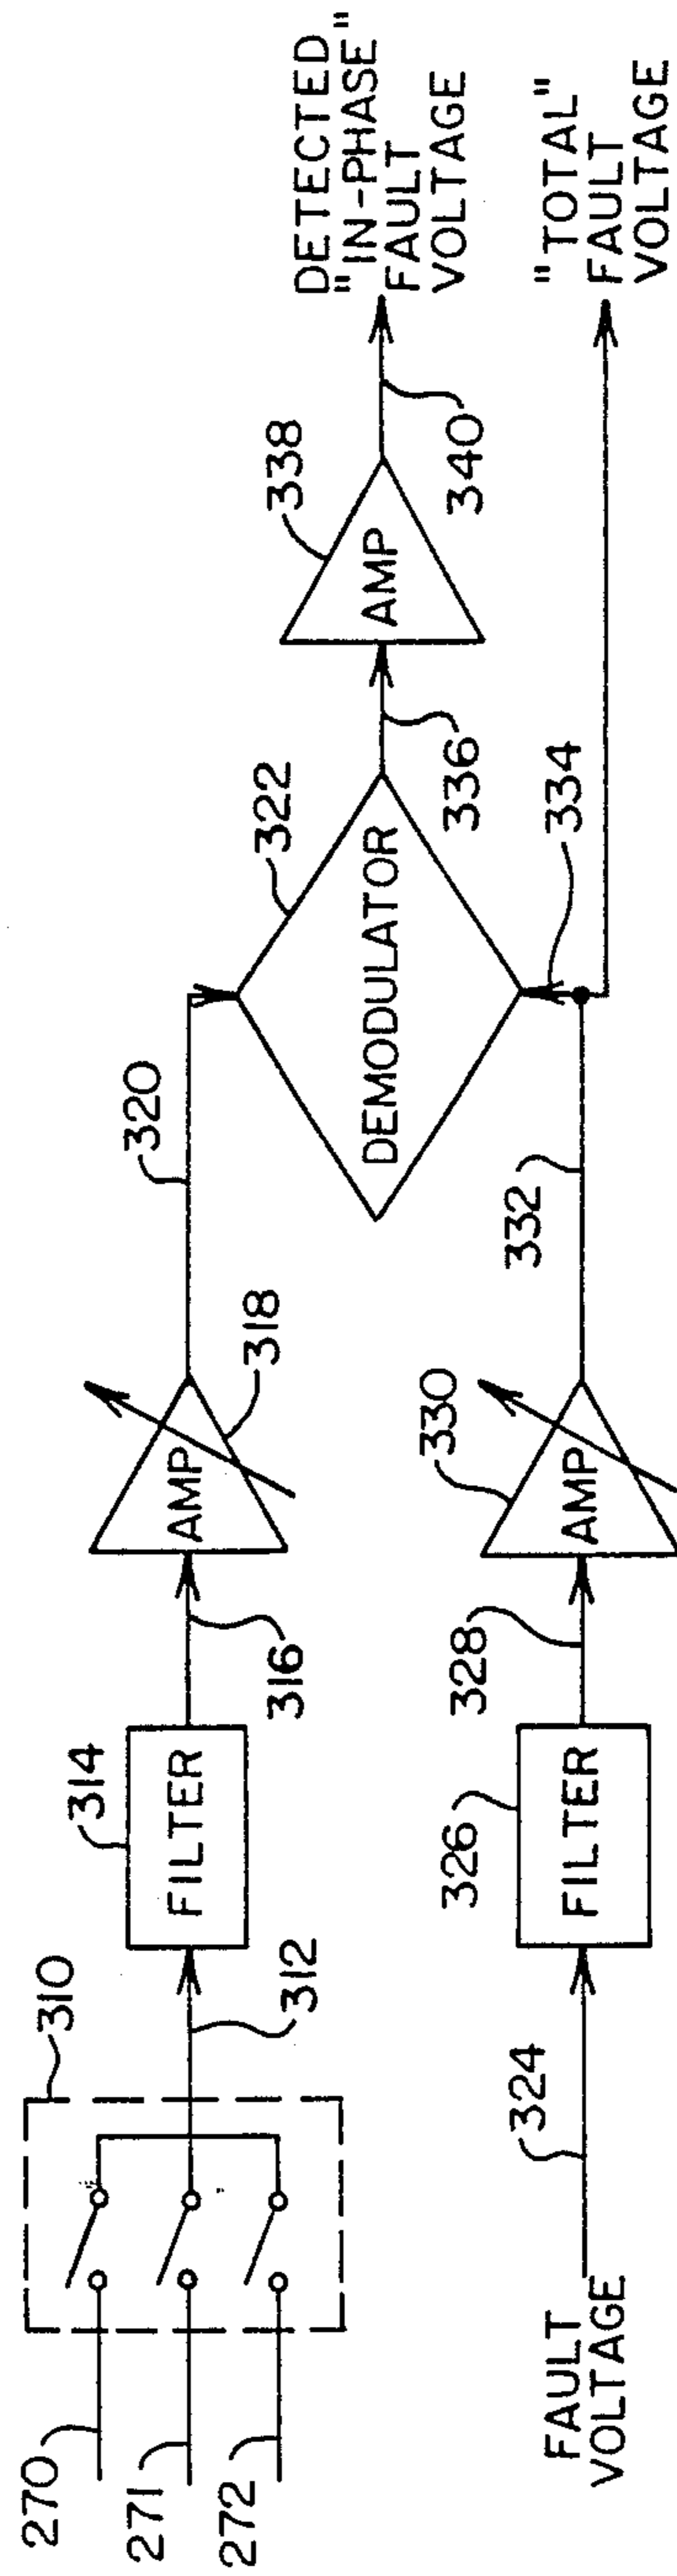 270
271
272
310
312
314
FILTER
316
AMP
318
320
322
DEMODULATOR
336
338
AMP
340
DETECTED
"IN-PHASE"
FAULT
VOLTAGE
FAULT
VOLTAGE
324
326
FILTER
328
330
AMP
332
334
"TOTAL"
FAULT
VOLTAGE